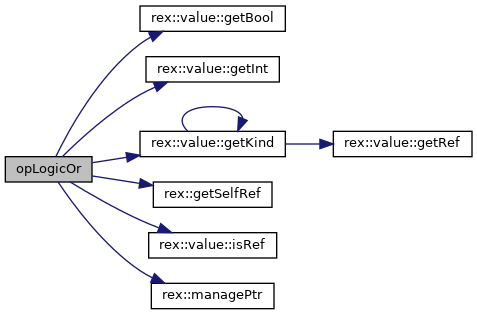 opLogicOr
rex::value::getBool
rex::value::getInt
rex::value::getKind
rex::value::getRef
rex::getSelfRef
rex::value::isRef
rex::managePtr